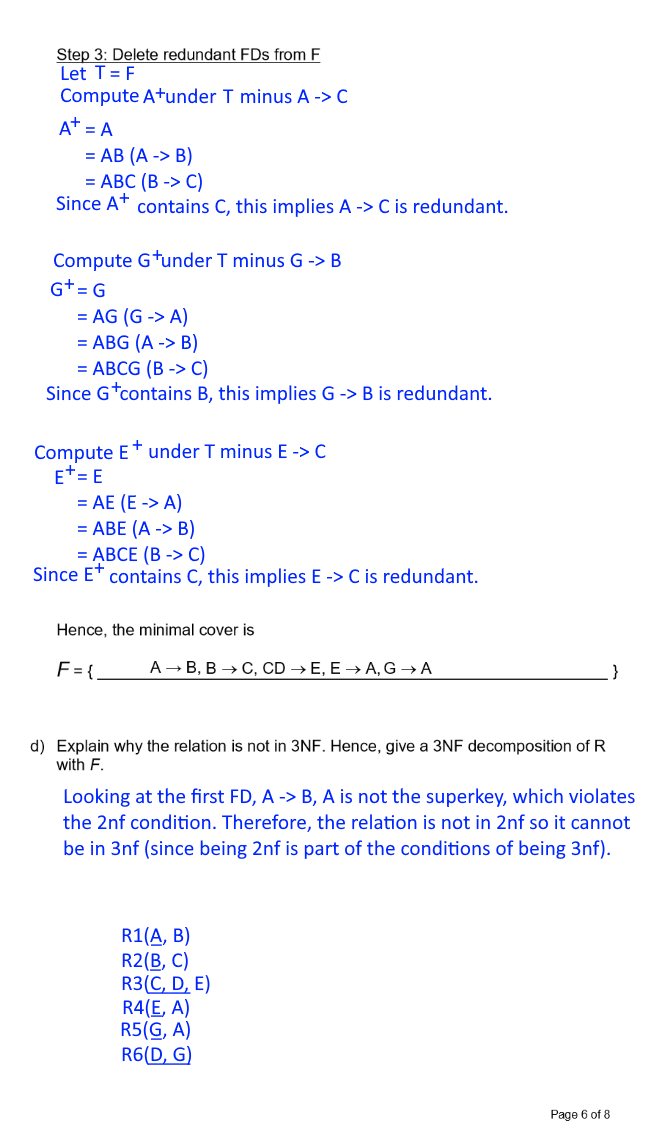 Step 3: Delete redundant FDs from F
Let T = F
Compute A+ under T minus A -> C
A+ = A
= AB (A -> B)
= ABC (B -> C)
Since A+ contains C, this implies A -> C is redundant.
Compute G+ under T minus G -> B
G+ = G
= AG (G -> A)
= ABG (A -> B)
= ABCG (B -> C)
Since G+ contains B, this implies G -> B is redundant.
Compute E+ under T minus E -> C
E+ = E
= AE (E -> A)
= ABE (A -> B)
= ABCE (B -> C)
Since E+ contains C, this implies E -> C is redundant.
Hence, the minimal cover is
F = { A → B, B → C, CD → E, E → A, G → A }
d) Explain why the relation is not in 3NF. Hence, give a 3NF decomposition of R
with F.
Looking at the first FD, A -> B, A is not the superkey, which violates
the 2nf condition. Therefore, the relation is not in 2nf so it cannot
be in 3nf (since being 2nf is part of the conditions of being 3nf).
R1(A, B)
R2(B, C)
R3(C, D, E)
R4(E, A)
R5(G, A)
R6(D, G)
Page 6 of 8